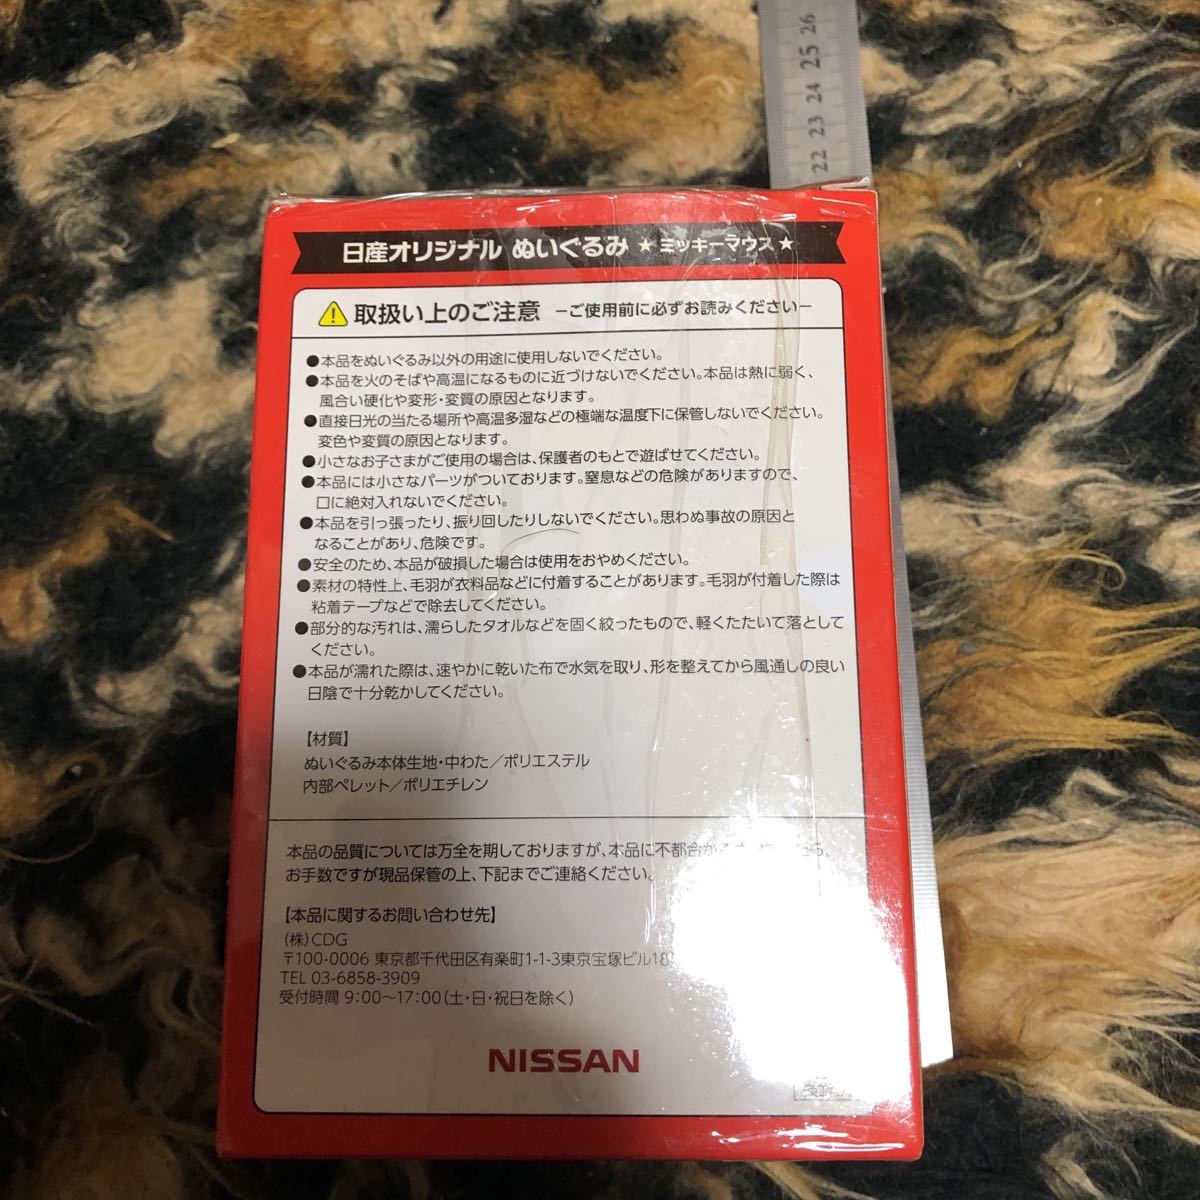 22 23 24 25 26
日産オリジナル ぬいぐるみ ★ ミッキーマウス ★
取扱い上のご注意 −ご使用前に必ずお読みください−
●本品をぬいぐるみ以外の用途に使用しないでください。
●本品を火のそばや高温になるものに近づけないでください。本品は熱に弱く、
風合い硬化や変形・変質の原因となります。
●直接日光の当たる場所や高温多湿などの極端な温度下に保管しないでください。
変色や変質の原因となります。
●小さなお子さまがご使用の場合は、保護者のもとで遊ばせてください。
●本品には小さなパーツがついております。窒息などの危険がありますので、
口に絶対入れないでください。
●本品を引っ張ったり、振り回したりしないでください。思わぬ事故の原因と
なることがあり、危険です。
●安全のため、本品が破損した場合は使用をおやめください。
●素材の特性上、毛羽が衣料品などに付着することがあります。毛羽が付着した際は
粘着テープなどで除去してください。
●部分的な汚れは、濡らしたタオルなどを固く絞ったもので、軽くたたいて落として
ください。
●本品が濡れた際は、速やかに乾いた布で水気を取り、形を整えてから風通しの良い
日陰で十分乾かしてください。
【材質】
ぬいぐるみ本体生地・中わた／ポリエステル
内部ペレット／ポリエチレン
本品の品質については万全を期しておりますが、本品に不都合が
お手数ですが現品保管の上、下記までご連絡ください。
【本品に関するお問い合わせ先】
(株)CDG
〒100-0006 東京都千代田区有楽町1-1-3東京宝塚ビル18
TEL 03-6858-3909
受付時間 9:00〜17:00(土・日・祝日を除く)
NISSAN